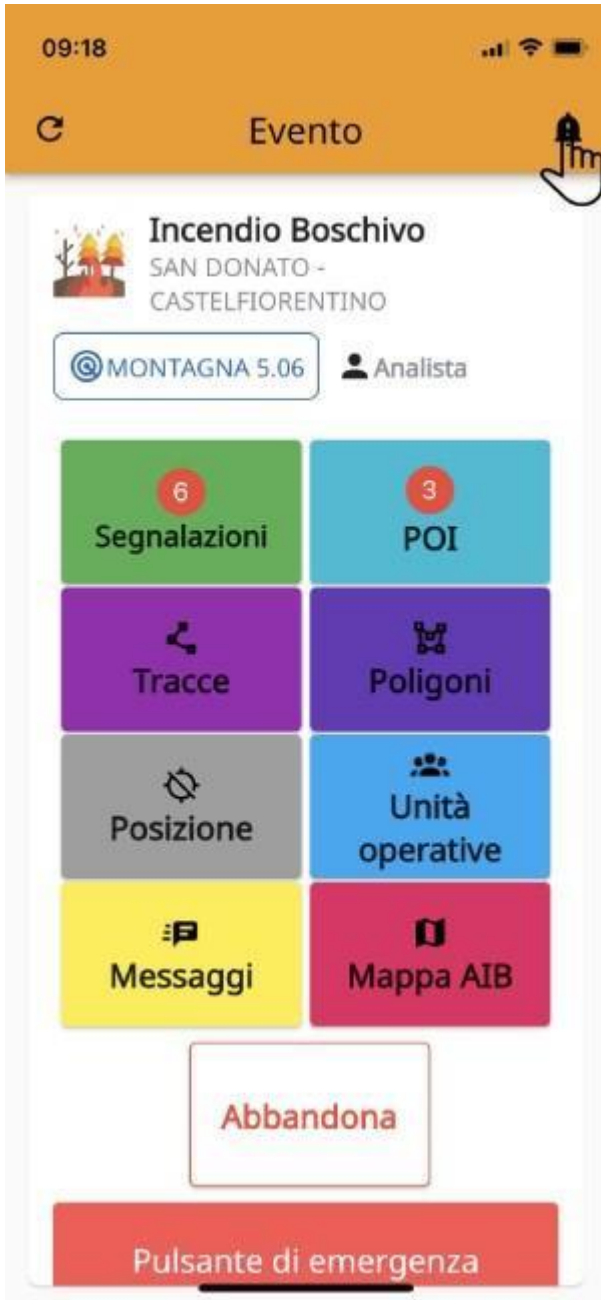 09:18
Evento
Incendio Boschivo
SAN DONATO -
CASTELFIORENTINO
MONTAGNA 5.06
Analista
6
Segnalazioni
3
POI
Tracce
Poligoni
Posizione
Unità
operative
Messaggi
Mappa AIB
Abbandona
Pulsante di emergenza